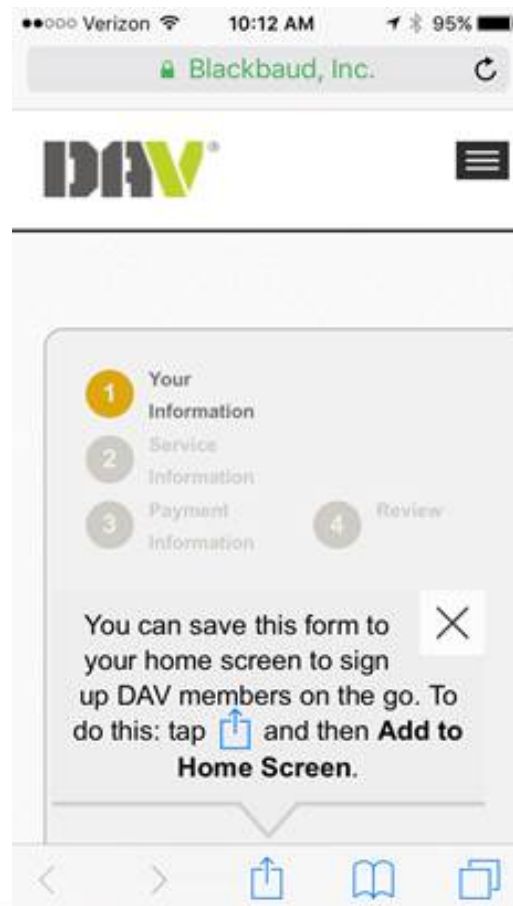 Verizon 10:12 AM 95%
Blackbaud, Inc.
DAV®
1 Your
Information
2 Service
Information
3 Payment
Information
4 Review
You can save this form to
your home screen to sign
up DAV members on the go. To
do this: tap and then Add to
Home Screen.